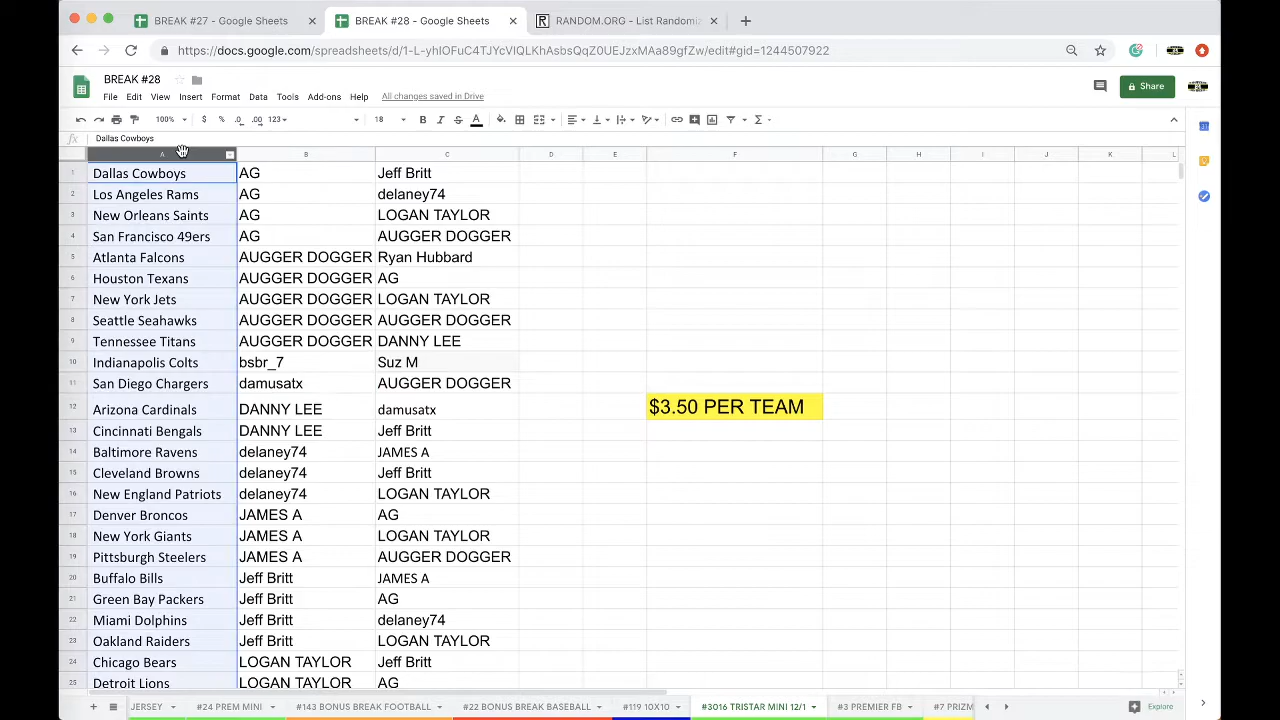 BREAK #27 - Google Sheets
BREAK #28 - Google Sheets
RANDOM.ORG - List Randomi
https://docs.google.com/spreadsheets/d/1-L-yhIOFuC4TJYcVIQLKhAsbsQqZ0UEJzxMAa89gfZw/edit#gid=1244507922
BREAK #28
File Edit View Insert Format Data Tools Add-ons Help All changes saved in Drive
Share
100% $ % .0 .00 123 18 B I S A
fx Dallas Cowboys
A B C D E F G H I J K L
1 Dallas Cowboys AG Jeff Britt
2 Los Angeles Rams AG delaney74
3 New Orleans Saints AG LOGAN TAYLOR
4 San Francisco 49ers AG AUGGER DOGGER
5 Atlanta Falcons AUGGER DOGGER Ryan Hubbard
6 Houston Texans AUGGER DOGGER AG
7 New York Jets AUGGER DOGGER LOGAN TAYLOR
8 Seattle Seahawks AUGGER DOGGER AUGGER DOGGER
9 Tennessee Titans AUGGER DOGGER DANNY LEE
10 Indianapolis Colts bsbr_7 Suz M
11 San Diego Chargers damusatx AUGGER DOGGER
12 Arizona Cardinals DANNY LEE damusatx $3.50 PER TEAM
13 Cincinnati Bengals DANNY LEE Jeff Britt
14 Baltimore Ravens delaney74 JAMES A
15 Cleveland Browns delaney74 Jeff Britt
16 New England Patriots delaney74 LOGAN TAYLOR
17 Denver Broncos JAMES A AG
18 New York Giants JAMES A LOGAN TAYLOR
19 Pittsburgh Steelers JAMES A AUGGER DOGGER
20 Buffalo Bills Jeff Britt JAMES A
21 Green Bay Packers Jeff Britt AG
22 Miami Dolphins Jeff Britt delaney74
23 Oakland Raiders Jeff Britt LOGAN TAYLOR
24 Chicago Bears LOGAN TAYLOR Jeff Britt
25 Detroit Lions LOGAN TAYLOR AG
JERSEY #24 PREM MINI #143 BONUS BREAK FOOTBALL #22 BONUS BREAK BASEBALL #119 10X10 #3016 TRISTAR MINI 12/1 #3 PREMIER FB #7 PRIZM Explore